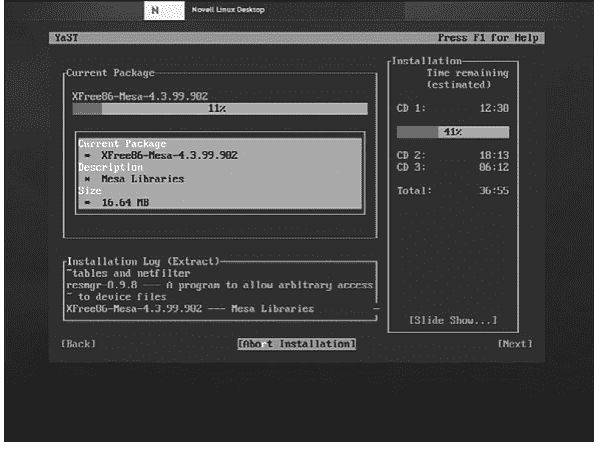 N Novell Linux Desktop
YaST Press F1 for Help
Current Package
XFree86-Mesa-4.3.99.902
11%
Current Package
* XFree86-Mesa-4.3.99.902
Description
* Mesa Libraries
Size
* 16.64 MB
Installation Log (Extract)
~tables and netfilter
resmgr-0.9.8 --- A program to allow arbitrary access
~ to device files
XFree86-Mesa-4.3.99.902 --- Mesa Libraries
Installation
Time remaining
(estimated)
CD 1: 12:30
41%
CD 2: 18:13
CD 3: 06:12
Total: 36:55
[Slide Show...]
[Back] [Abort Installation] [Next]